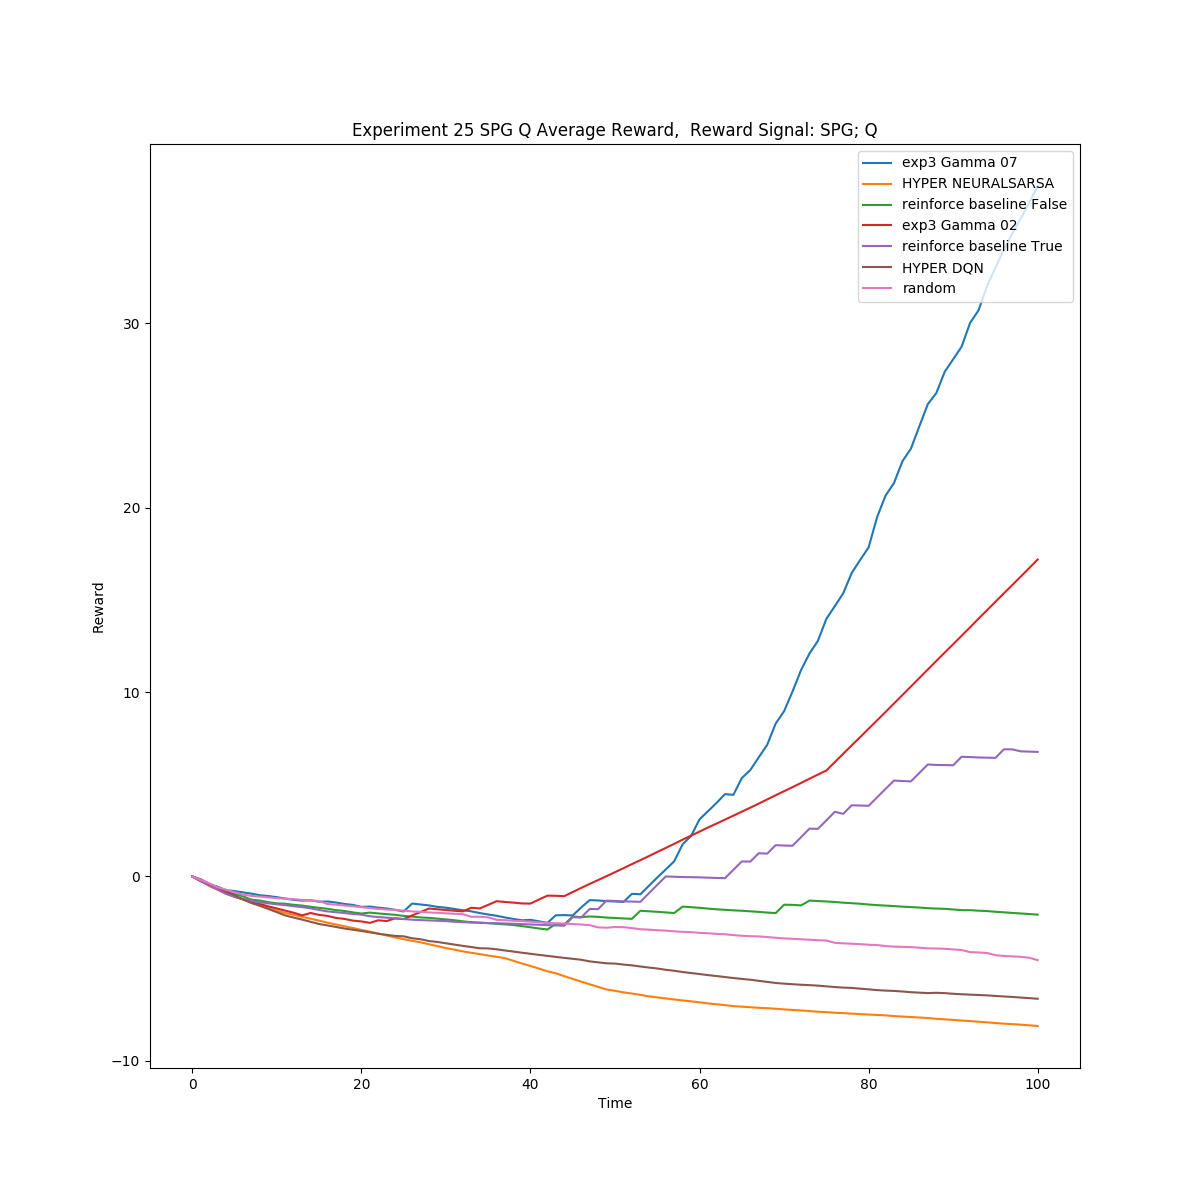 Experiment 25 SPG Q Average Reward,  Reward Signal: SPG; Q
exp3 Gamma 07
HYPER NEURALSARSA
reinforce baseline False
exp3 Gamma 02
reinforce baseline True
HYPER DQN
random
30
20
10
0
−10
Reward
0 20 40 60 80 100
Time